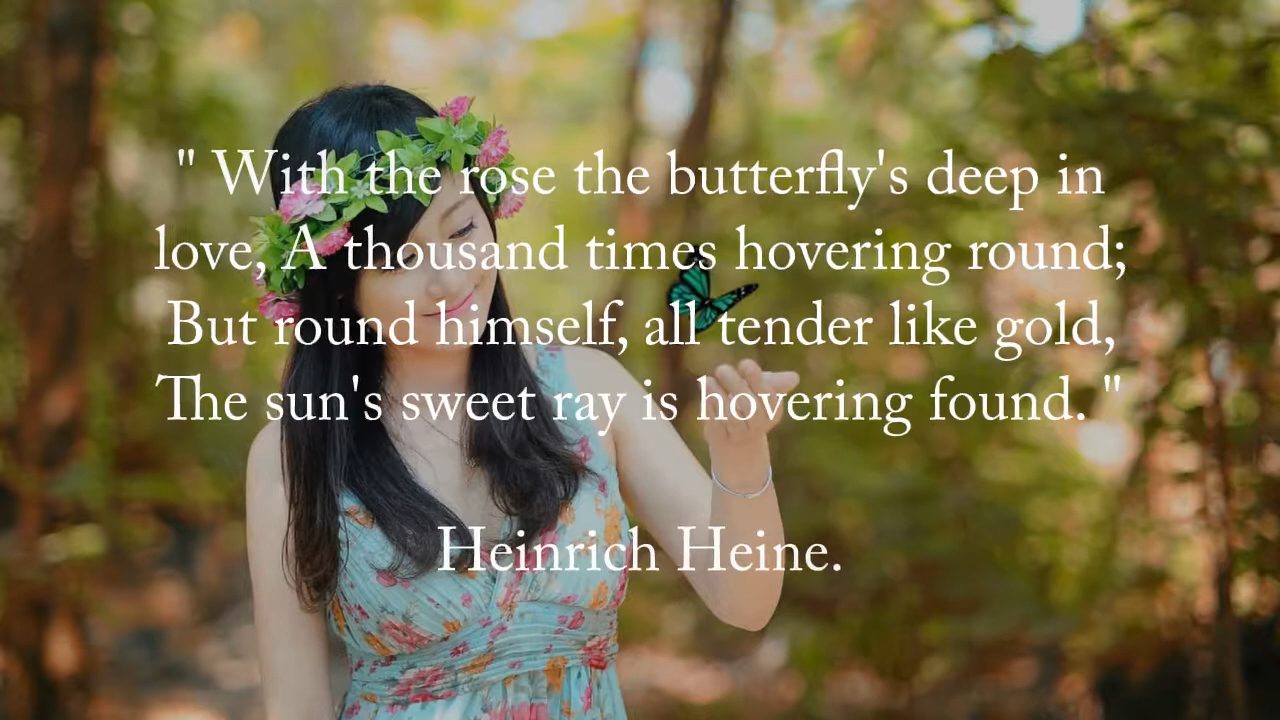 " With the rose the butterfly's deep in
love, A thousand times hovering round;
But round himself, all tender like gold,
The sun's sweet ray is hovering found. "
Heinrich Heine.